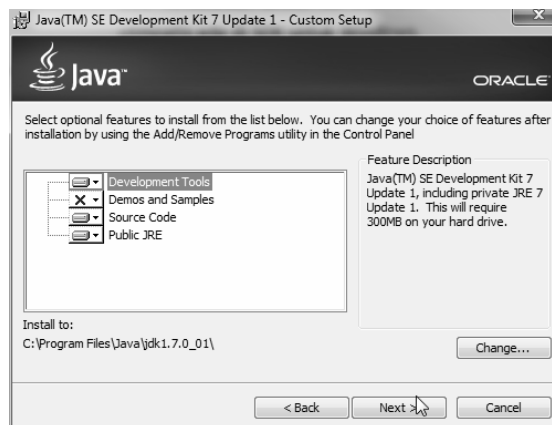 Java(TM) SE Development Kit 7 Update 1 - Custom Setup
Java™
ORACLE
Select optional features to install from the list below. You can change your choice of features after
installation by using the Add/Remove Programs utility in the Control Panel
Development Tools
Demos and Samples
Source Code
Public JRE
Feature Description
Java(TM) SE Development Kit 7
Update 1, including private JRE 7
Update 1. This will require
300MB on your hard drive.
Install to:
C:\Program Files\Java\jdk1.7.0_01\
Change...
< Back
Next >
Cancel